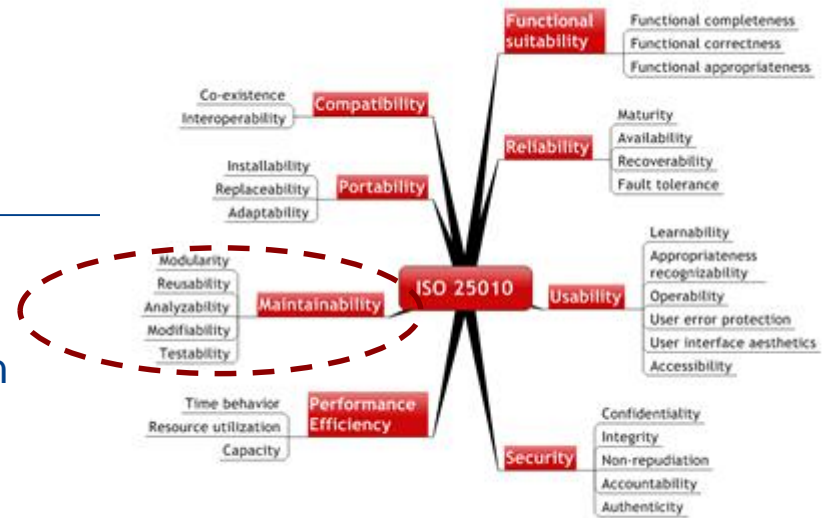 Functional
suitability
Functional completeness
Functional correctness
Functional appropriateness
Co-existence
Interoperability
Compatibility
Maturity
Availability
Recoverability
Fault tolerance
Reliability
Installability
Replaceability
Adaptability
Portability
Learnability
Appropriateness
recognizability
Operability
User error protection
User interface aesthetics
Accessibility
Usability
ISO 25010
Modularity
Reusability
Analyzability
Modifiability
Testability
Maintainability
n
Time behavior
Resource utilization
Capacity
Performance
Efficiency
Confidentiality
Integrity
Non-repudiation
Accountability
Authenticity
Security